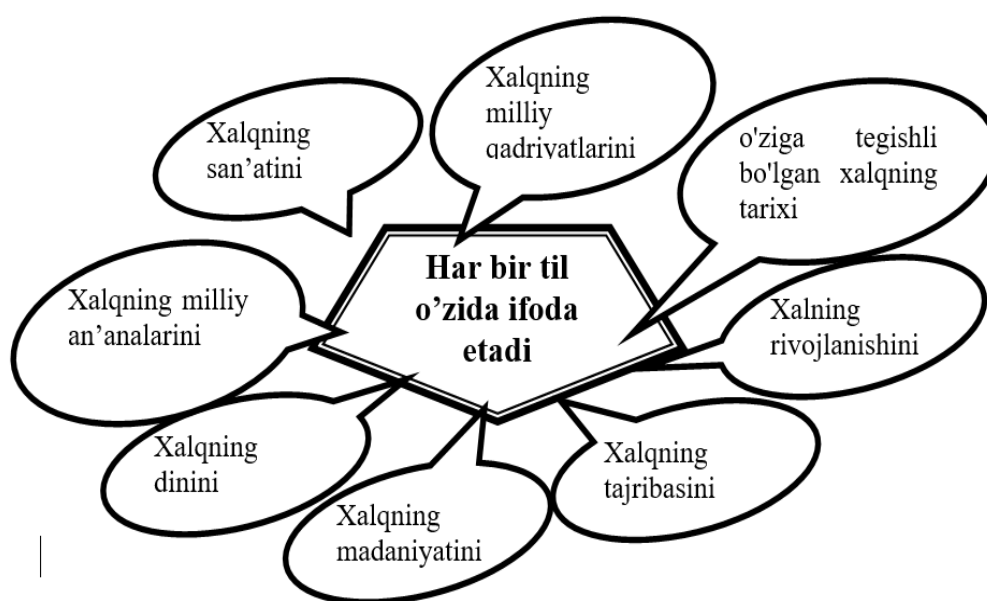 Xalqning
milliy
qadriyatlarini
Xalqning
san’atini
o'ziga tegishli
bo'lgan xalqning
tarixi
Har bir til
o’zida ifoda
etadi
Xalqning milliy
an’analarini
Xalning
rivojlanishini
Xalqning
dinini
Xalqning
tajribasini
Xalqning
madaniyatini